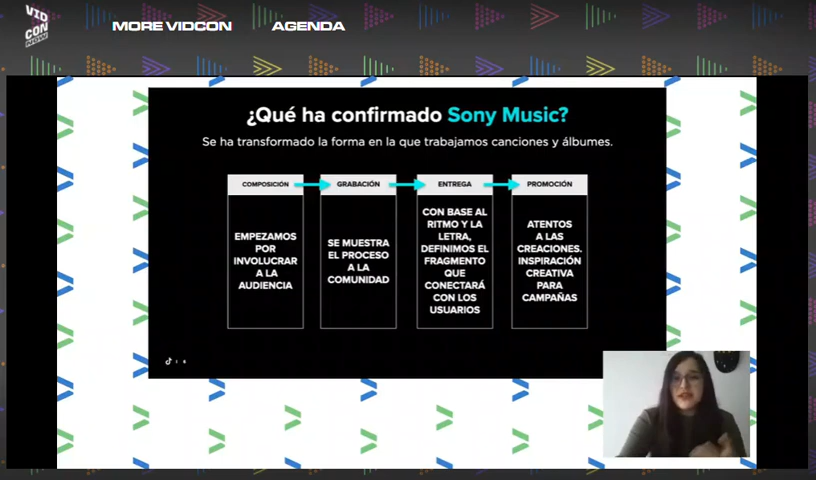 VID
CON
NOW
MORE VIDCON
AGENDA
¿Qué ha confirmado Sony Music?
Se ha transformado la forma en la que trabajamos canciones y álbumes.
COMPOSICIÓN
GRABACIÓN
ENTREGA
PROMOCIÓN
EMPEZAMOS
POR
INVOLUCRAR
A LA
AUDIENCIA
SE MUESTRA
EL PROCESO
A LA
COMUNIDAD
CON BASE AL
RITMO Y LA
LETRA,
DEFINIMOS EL
FRAGMENTO
QUE
CONECTARÁ
CON LOS
USUARIOS
ATENTOS
A LAS
CREACIONES.
INSPIRACIÓN
CREATIVA
PARA
CAMPAÑAS